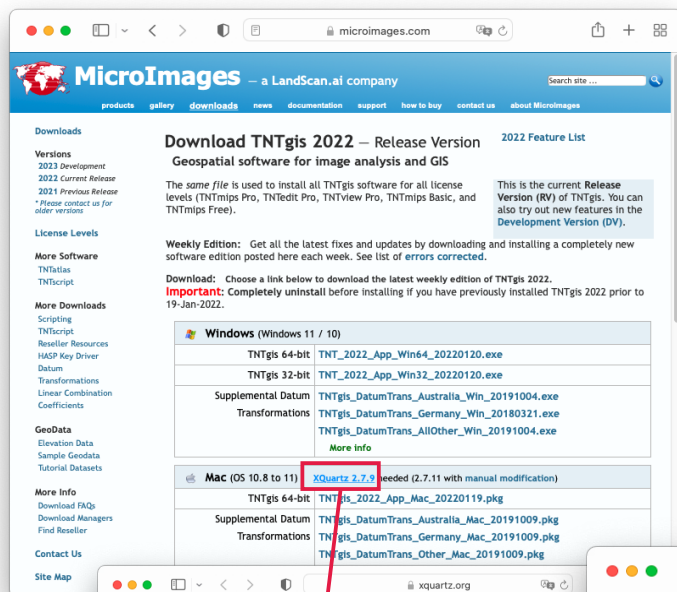 microimages.com
MicroImages – a LandScan.ai company
Search site ...
products gallery downloads news documentation support how to buy contact us about MicroImages
Downloads
Versions
2023 Development
2022 Current Release
2021 Previous Release
* Please contact us for
older versions
License Levels
More Software
TNTatlas
TNTscript
More Downloads
Scripting
TNTscript
Reseller Resources
HASP Key Driver
Datum
Transformations
Linear Combination
Coefficients
GeoData
Elevation Data
Sample Geodata
Tutorial Datasets
More Info
Download FAQs
Download Managers
Find Reseller
Contact Us
Site Map
Download TNTgis 2022 – Release Version
2022 Feature List
Geospatial software for image analysis and GIS
The same file is used to install all TNTgis software for all license
levels (TNTmips Pro, TNTedit Pro, TNTview Pro, TNTmips Basic, and
TNTmips Free).
This is the current Release
Version (RV) of TNTgis. You can
also try out new features in the
Development Version (DV).
Weekly Edition: Get all the latest fixes and updates by downloading and installing a completely new
software edition posted here each week. See list of errors corrected.
Download: Choose a link below to download the latest weekly edition of TNTgis 2022.
Important: Completely uninstall before installing if you have previously installed TNTgis 2022 prior to
19-Jan-2022.
Windows (Windows 11 / 10)
TNTgis 64-bit TNT_2022_App_Win64_20220120.exe
TNTgis 32-bit TNT_2022_App_Win32_20220120.exe
Supplemental Datum TNTgis_DatumTrans_Australia_Win_20191004.exe
Transformations TNTgis_DatumTrans_Germany_Win_20180321.exe
TNTgis_DatumTrans_AllOther_Win_20191004.exe
More info
Mac (OS 10.8 to 11) XQuartz 2.7.9 needed (2.7.11 with manual modification)
TNTgis 64-bit TNTgis_2022_App_Mac_20220119.pkg
Supplemental Datum TNTgis_DatumTrans_Australia_Mac_20191009.pkg
Transformations TNTgis_DatumTrans_Germany_Mac_20191009.pkg
TNTgis_DatumTrans_Other_Mac_20191009.pkg
xquartz.org